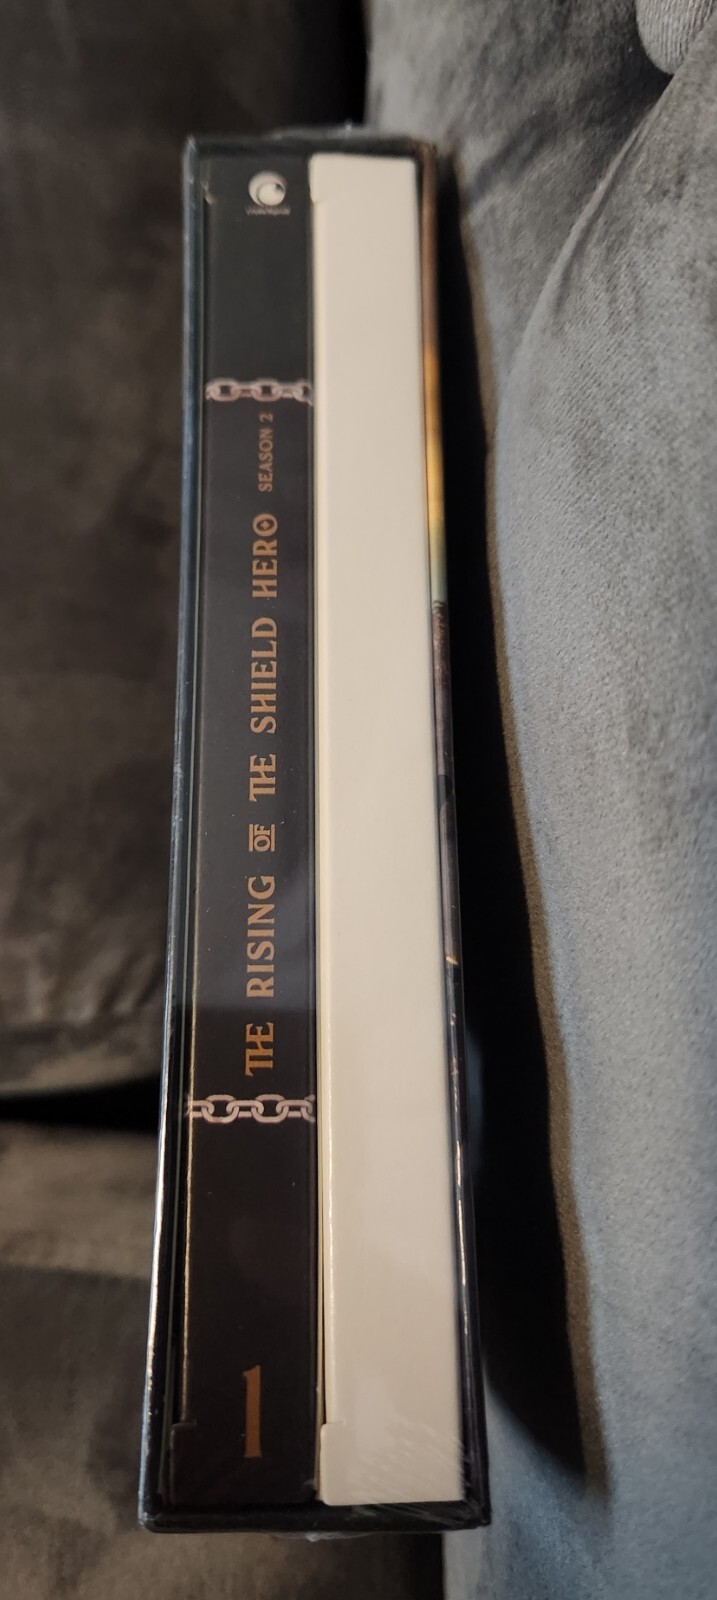 THE RISING OF THE SHIELD HERO SEASON 2
1